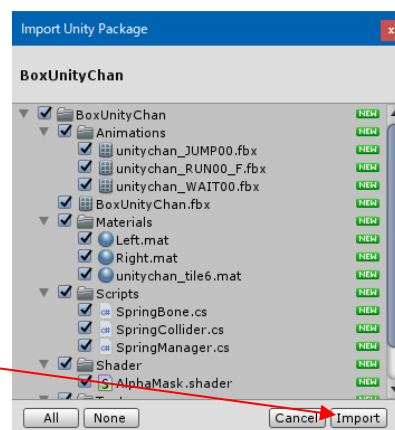 Import Unity Package
x
BoxUnityChan
BoxUnityChan NEW
Animations NEW
unitychan_JUMP00.fbx NEW
unitychan_RUN00_F.fbx NEW
unitychan_WAIT00.fbx NEW
BoxUnityChan.fbx NEW
Materials NEW
Left.mat NEW
Right.mat NEW
unitychan_tile6.mat NEW
Scripts NEW
C# SpringBone.cs NEW
C# SpringCollider.cs NEW
C# SpringManager.cs NEW
Shader NEW
S AlphaMask.shader NEW
All None Cancel Import